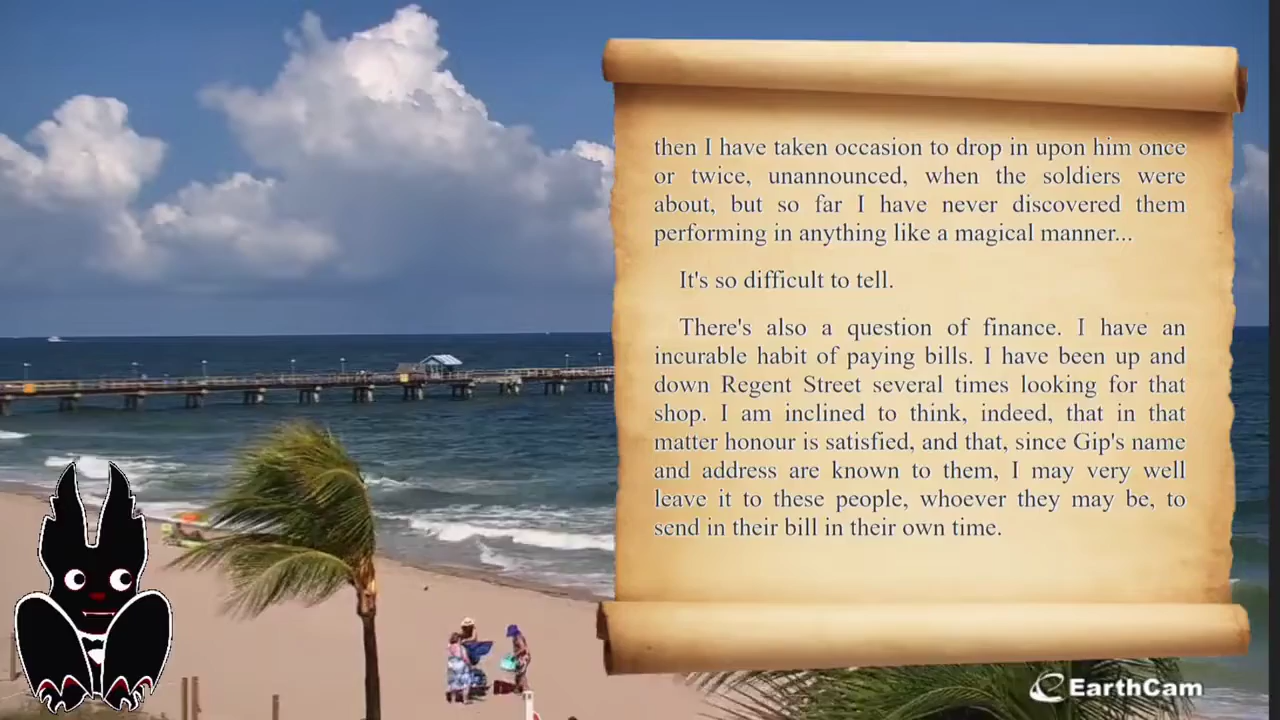 then I have taken occasion to drop in upon him once
or twice, unannounced, when the soldiers were
about, but so far I have never discovered them
performing in anything like a magical manner...
It's so difficult to tell.
There's also a question of finance. I have an
incurable habit of paying bills. I have been up and
down Regent Street several times looking for that
shop. I am inclined to think, indeed, that in that
matter honour is satisfied, and that, since Gip's name
and address are known to them, I may very well
leave it to these people, whoever they may be, to
send in their bill in their own time.
EarthCam